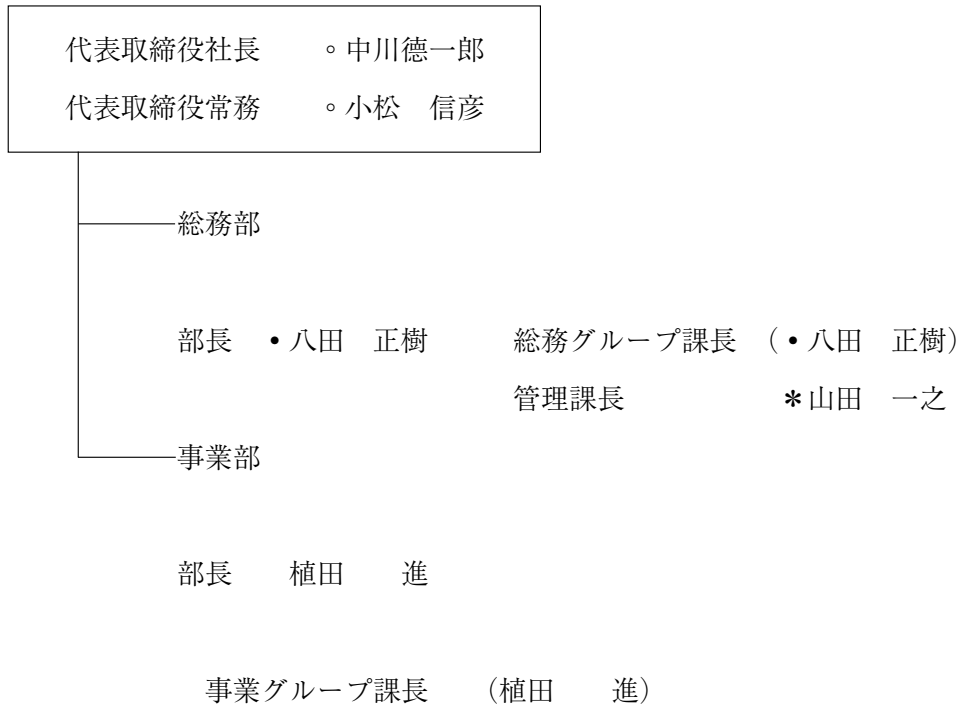 代表取締役社長　　◦中川德一郎
代表取締役常務　　◦小松　信彦
総務部
部長　•八田　正樹　　　総務グループ課長　（•八田　正樹）
管理課長　　　　　＊山田　一之
事業部
部長　　植田　　進
事業グループ課長　　（植田　　進）